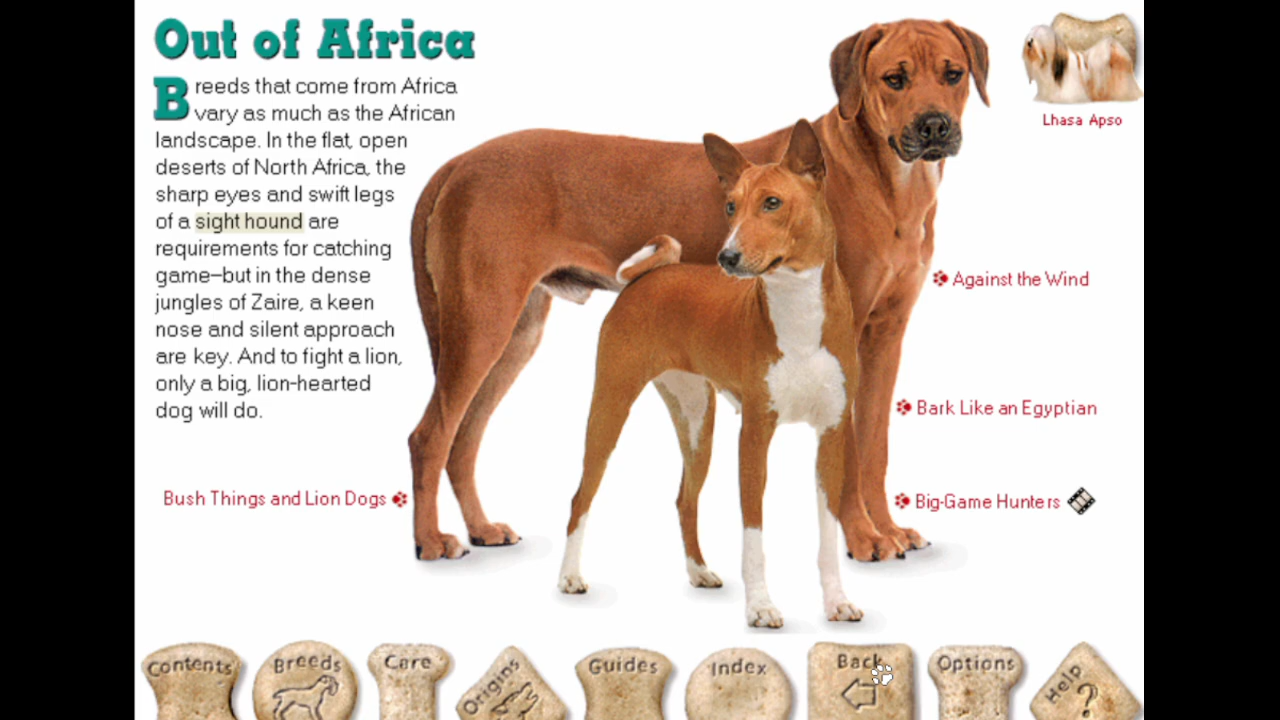 Out of Africa
Breeds that come from Africa
vary as much as the African
landscape. In the flat, open
deserts of North Africa, the
sharp eyes and swift legs
of a sight hound are
requirements for catching
game–but in the dense
jungles of Zaire, a keen
nose and silent approach
are key. And to fight a lion,
only a big, lion-hearted
dog will do.
Lhasa Apso
Against the Wind
Bark Like an Egyptian
Bush Things and Lion Dogs
Big-Game Hunters
Contents
Breeds
Care
Origins
Guides
Index
Back
Options
Help
?